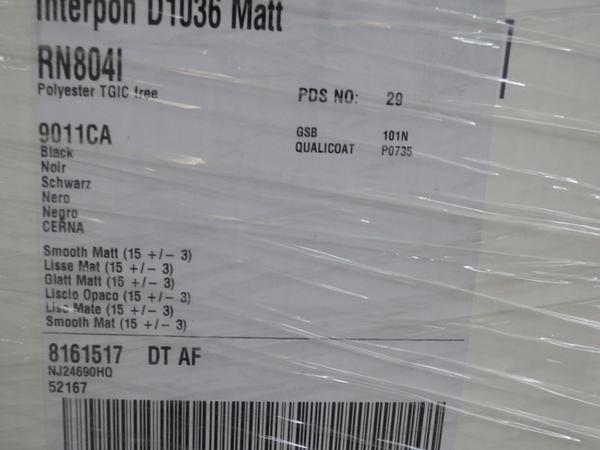 Interpon D1036 Matt
RN804I
Polyester TGIC free
PDS NO: 29
9011CA
GSB 101N
QUALICOAT P0735
Black
Noir
Schwarz
Nero
Negro
CERNA
Smooth Matt (15 +/- 3)
Lisse Mat (15 +/- 3)
Glatt Matt (15 +/- 3)
Liscio Opaco (15 +/- 3)
Liso Mate (15 +/- 3)
Smooth Mat (15 +/- 3)
8161517 DT AF
NJ24690HQ
52167